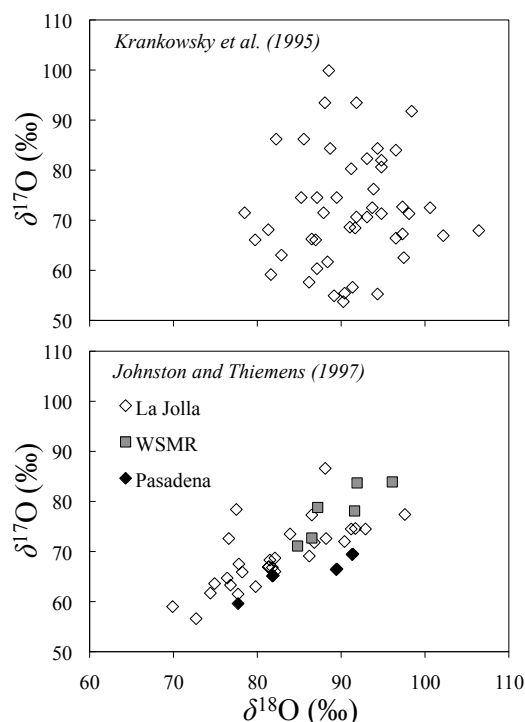 110
Krankowsky et al. (1995)
100
90
80
70
60
50
δ¹⁷O (‰)
110
Johnston and Thiemens (1997)
100
La Jolla
90
WSMR
80
Pasadena
70
60
50
δ¹⁷O (‰)
60 70 80 90 100 110
δ¹⁸O (‰)